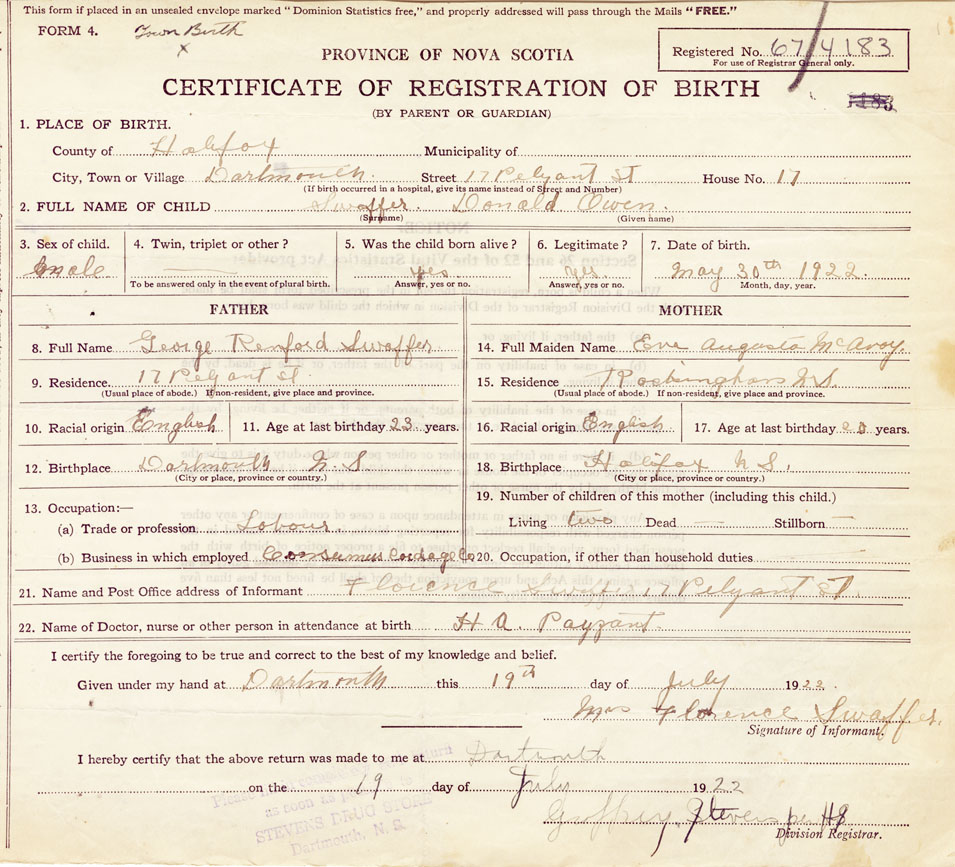 This form if placed in an unsealed envelope marked "Dominion Statistics free," and properly addressed will pass through the Mails "FREE."
FORM 4. Town Birth
x
PROVINCE OF NOVA SCOTIA
Registered No. 67/4183
For use of Registrar General only.
CERTIFICATE OF REGISTRATION OF BIRTH
(BY PARENT OR GUARDIAN)
1. PLACE OF BIRTH.
County of Halifax Municipality of
City, Town or Village Dartmouth Street 17 Pelzant St House No. 17
(If birth occurred in a hospital, give its name instead of Street and Number)
2. FULL NAME OF CHILD Swaffer Donald Owen.
(Surname) (Given name)
3. Sex of child. 4. Twin, triplet or other? 5. Was the child born alive? 6. Legitimate? 7. Date of birth.
male yes yes. May 30th 1922
To be answered only in the event of plural birth. Answer, yes or no. Answer, yes or no. Month, day, year.
FATHER MOTHER
8. Full Name George Renford Swaffer 14. Full Maiden Name Eva Augusta McAvoy.
9. Residence. 17 Pelzant St. 15. Residence. N.S.
(Usual place of abode.) If non-resident, give place and province. (Usual place of abode.) If non-resident, give place and province.
10. Racial origin English 11. Age at last birthday 23 years. 16. Racial origin English 17. Age at last birthday 20 years.
12. Birthplace Dartmouth N.S. 18. Birthplace Halifax N.S.
(City or place, province or country.) (City or place, province or country.)
13. Occupation:— 19. Number of children of this mother (including this child.)
(a) Trade or profession Labour Living two Dead — Stillborn —
(b) Business in which employed Consumus Cordage Co 20. Occupation, if other than household duties
21. Name and Post Office address of Informant Florence Swaffer 17 Pelzant St.
22. Name of Doctor, nurse or other person in attendance at birth H A. Payzant.
I certify the foregoing to be true and correct to the best of my knowledge and belief.
Given under my hand at Dartmouth this 19th day of July 1922
Mrs Florence Swaffer.
Signature of Informant.
I hereby certify that the above return was made to me at Dartmouth
on the 19 day of July 1922
Stevens per HS
Division Registrar.
as soon as
STEVENS DRUG STORE
Dartmouth, N. S.